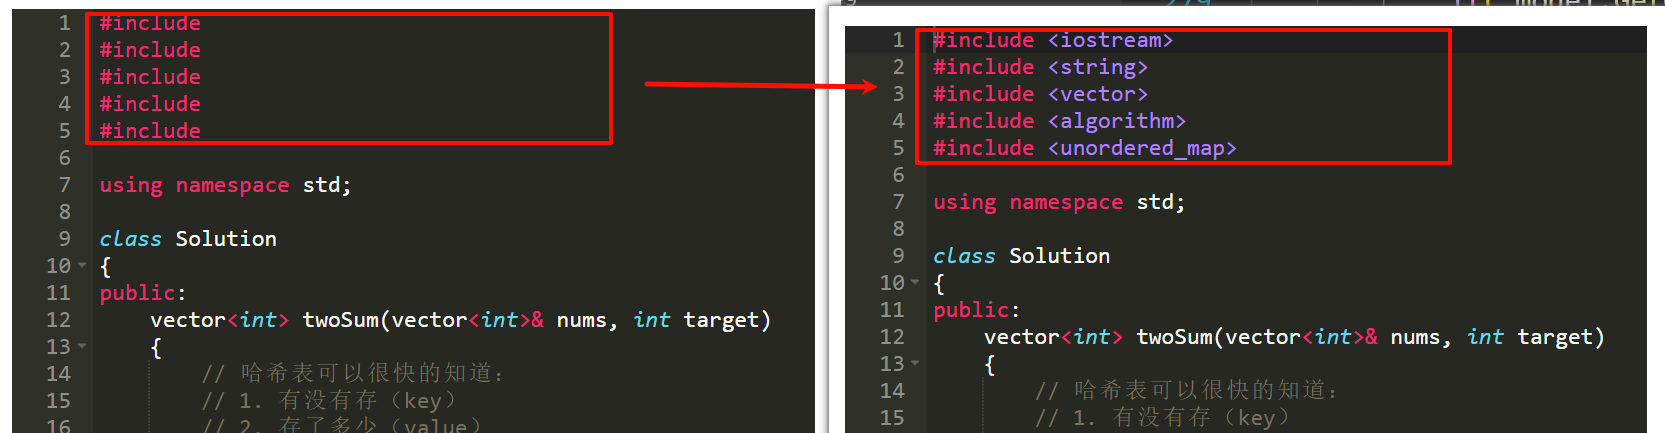 1 #include
2 #include
3 #include
4 #include
5 #include
6
7 using namespace std;
8
9 class Solution
10 {
11 public:
12 vector<int> twoSum(vector<int>& nums, int target)
13 {
14 // 哈希表可以很快的知道：
15 // 1. 有没有存（key）
16 // 2. 存了多少（value）
1 #include <iostream>
2 #include <string>
3 #include <vector>
4 #include <algorithm>
5 #include <unordered_map>
6
7 using namespace std;
8
9 class Solution
10 {
11 public:
12 vector<int> twoSum(vector<int>& nums, int target)
13 {
14 // 哈希表可以很快的知道：
15 // 1. 有没有存（key）